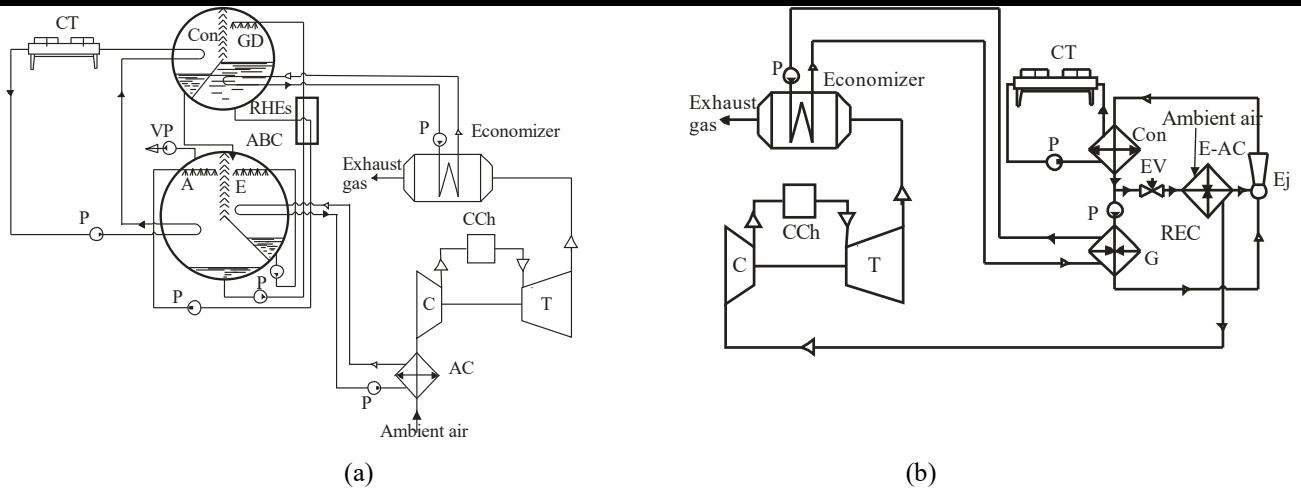 CT
Con
GD
RHEs
ABC
VP
A
E
P
P
P
P
Economizer
Exhaust
gas
CCh
C
T
AC
P
Ambient air
(a)
P
Economizer
Exhaust
gas
CCh
C
T
CT
P
Con
Ambient air
E-AC
EV
Ej
P
REC
G
(b)